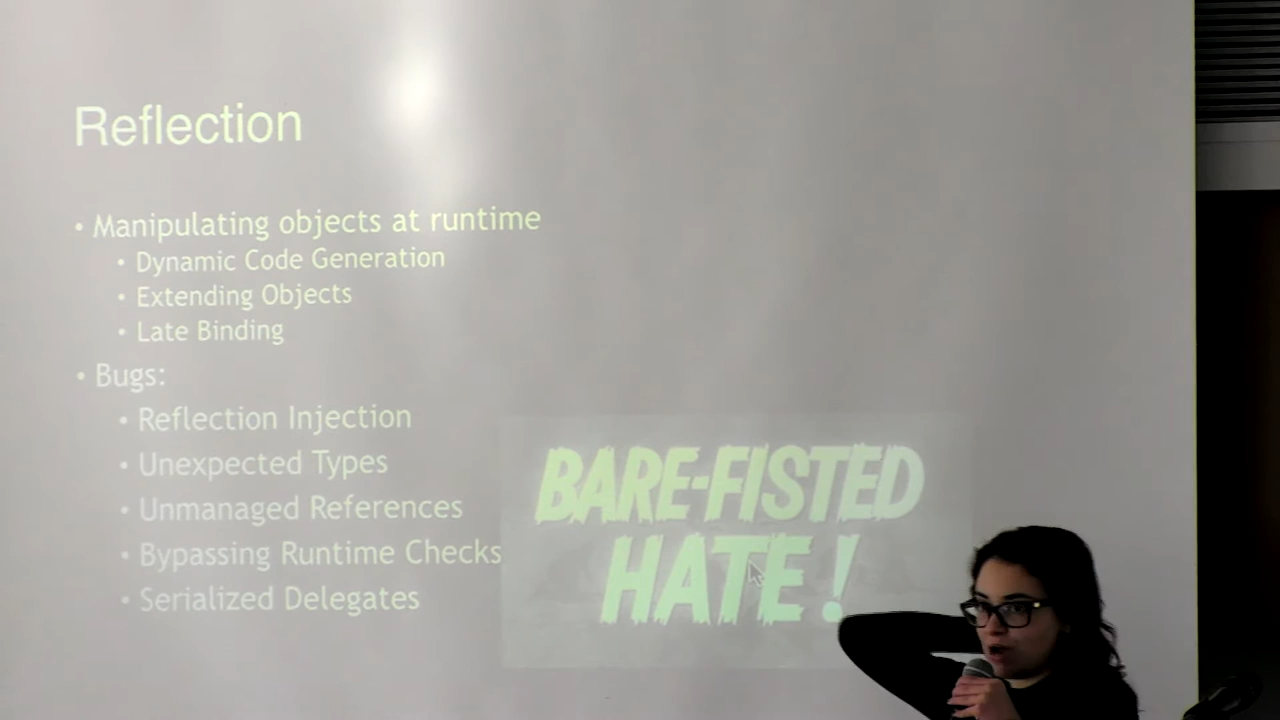 Reflection
• Manipulating objects at runtime
• Dynamic Code Generation
• Extending Objects
• Late Binding
• Bugs:
• Reflection Injection
• Unexpected Types
• Unmanaged References
• Bypassing Runtime Checks
• Serialized Delegates
BARE-FISTED
HATE!